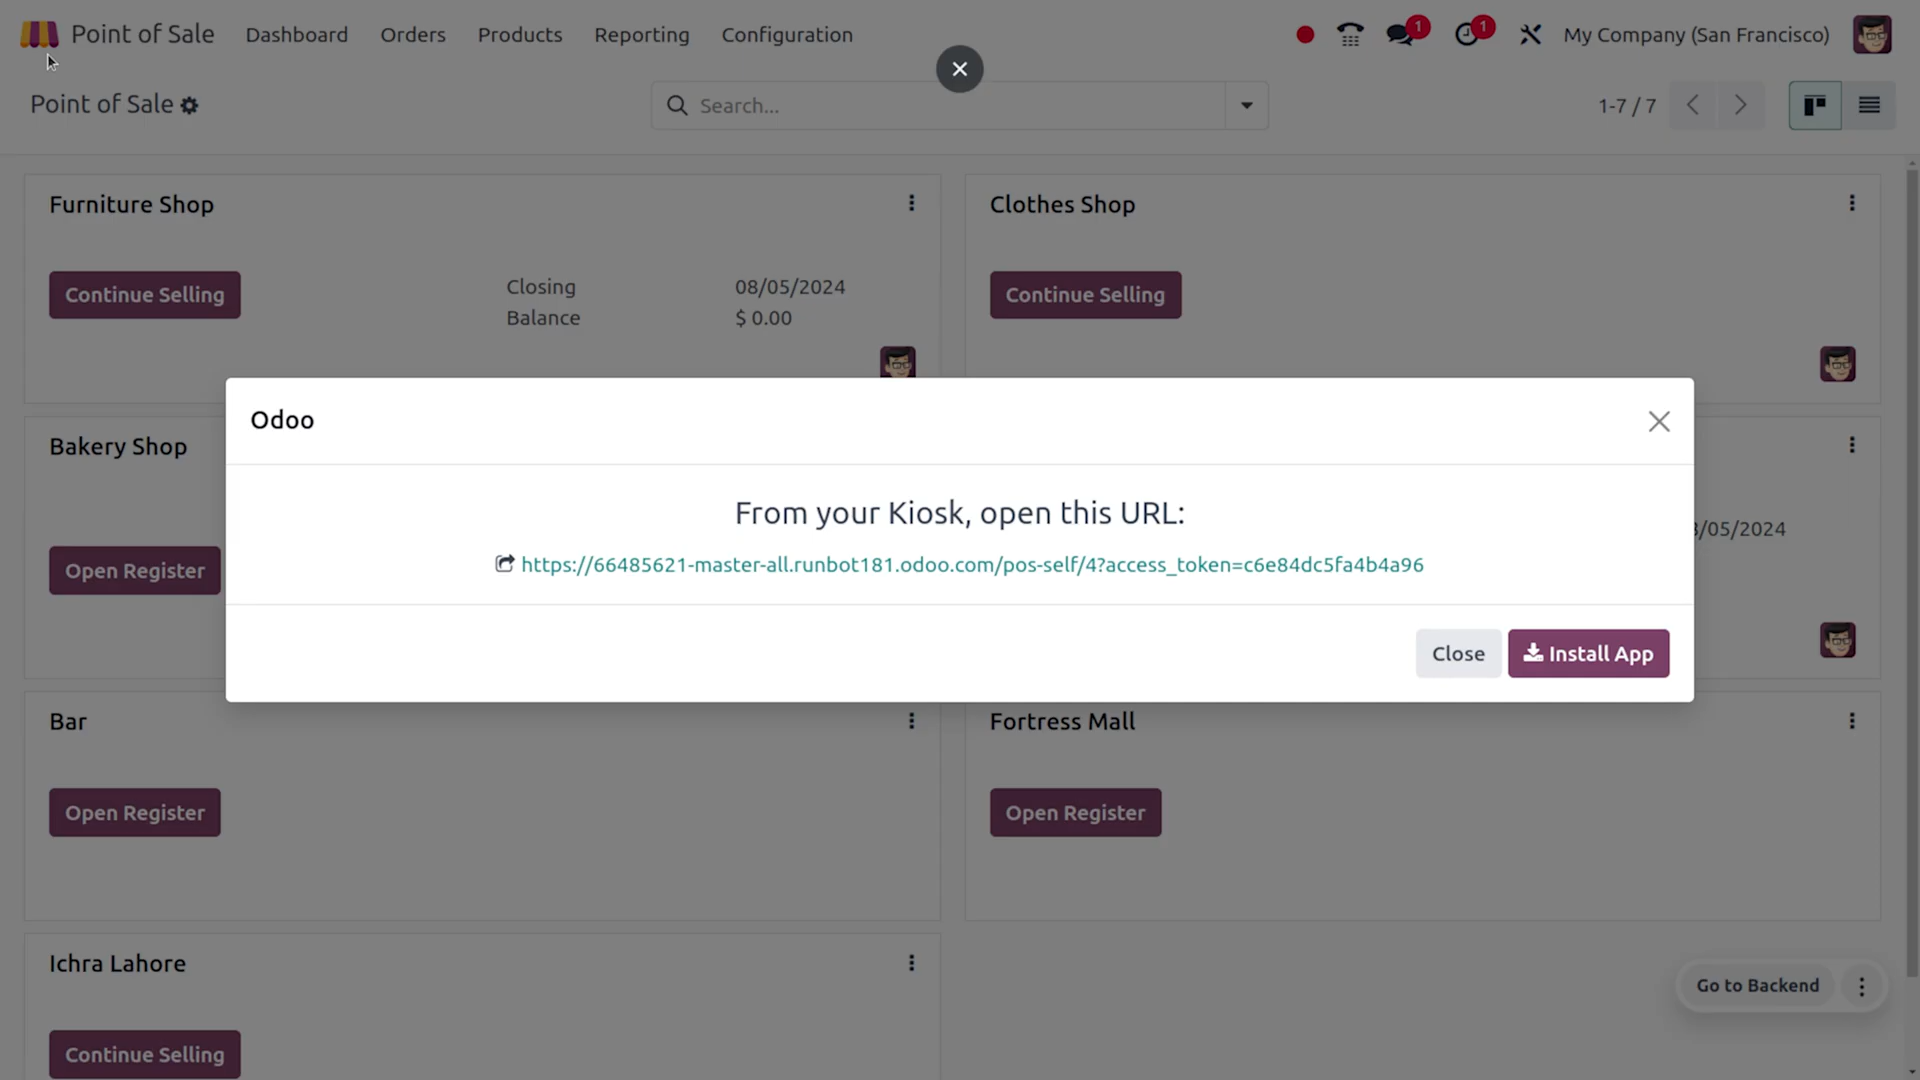 Point of Sale Dashboard Orders Products Reporting Configuration 1 1 My Company (San Francisco)
Point of Sale Search... 1-7 / 7
Furniture Shop Clothes Shop
Continue Selling Closing 08/05/2024 Continue Selling
Balance $ 0.00
Odoo
Bakery Shop
From your Kiosk, open this URL:
/05/2024
https://66485621-master-all.runbot181.odoo.com/pos-self/4?access_token=c6e84dc5fa4b4a96
Open Register
Close Install App
Bar Fortress Mall
Open Register Open Register
Ichra Lahore
Go to Backend
Continue Selling